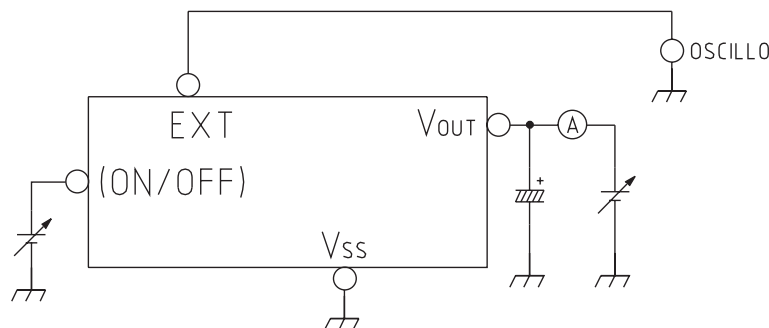 OSCILLO
EXT
VOUT
A
(ON/OFF)
+
VSS